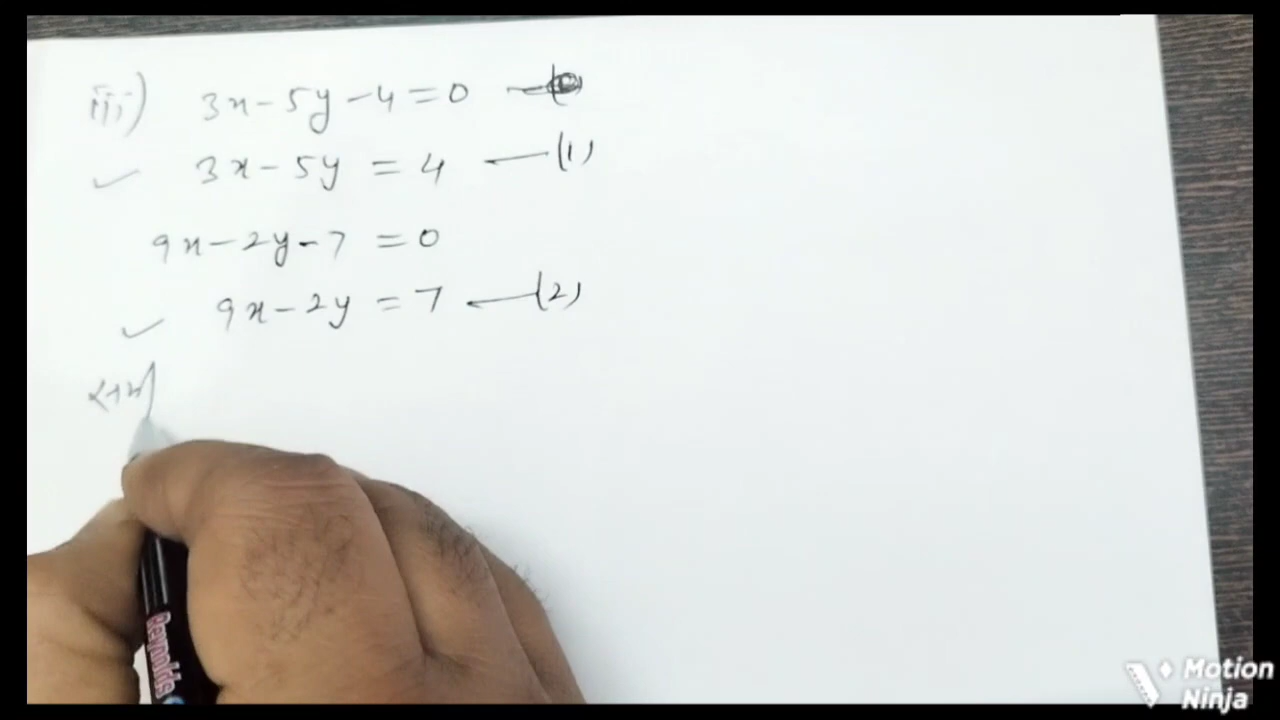 iii) 3x - 5y - 4 = 0
3x - 5y = 4 — (1)
9x - 2y - 7 = 0
9x - 2y = 7 — (2)
Reynolds
Motion
Ninja